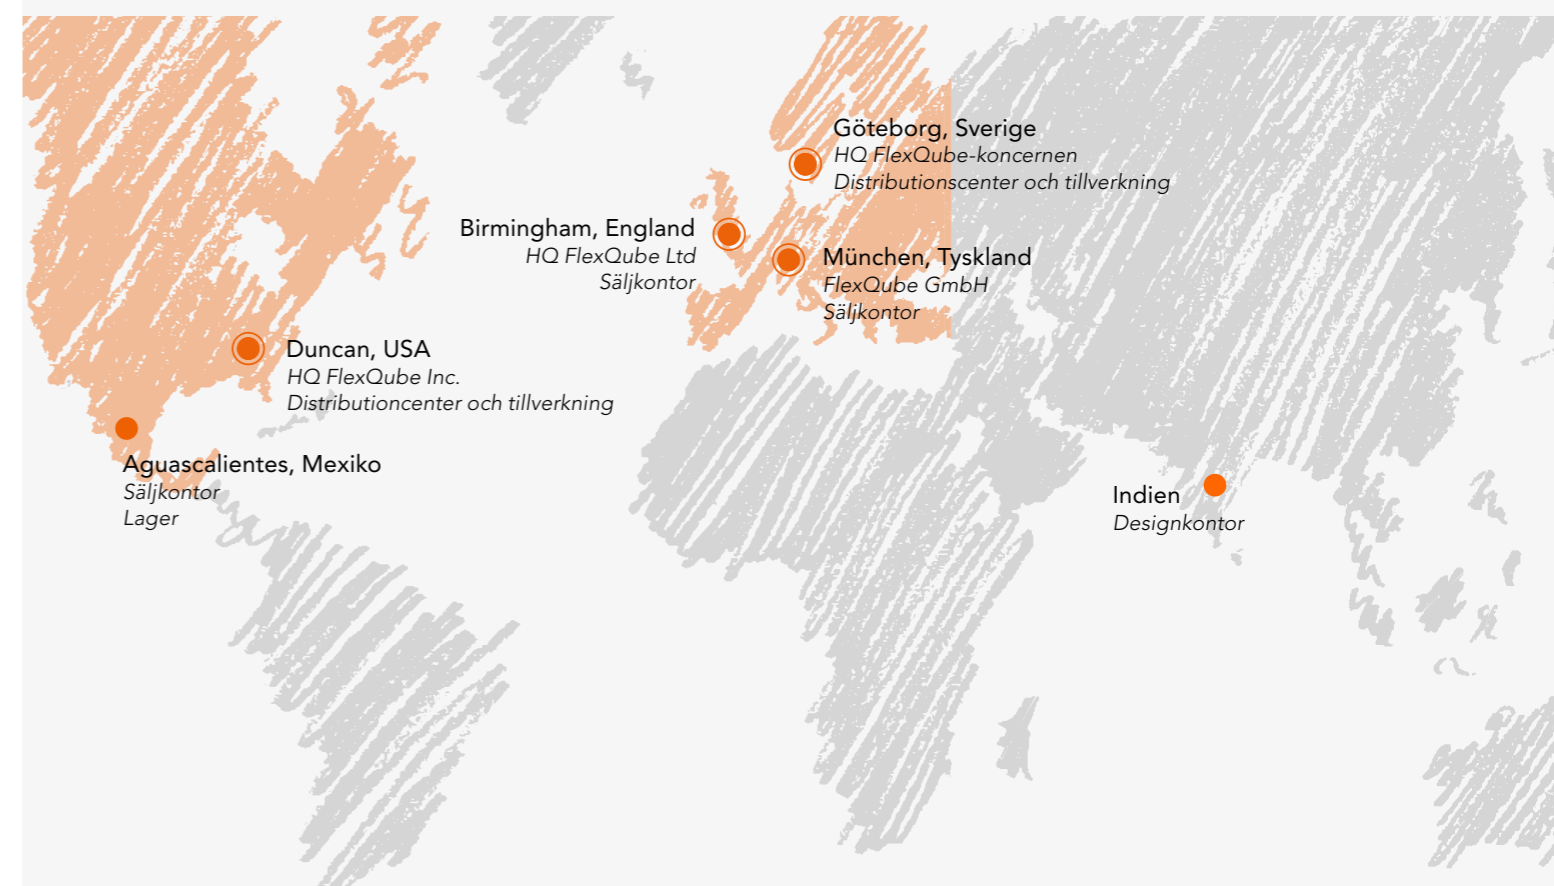 Göteborg, Sverige
HQ FlexQube-koncernen
Distributionscenter och tillverkning
Birmingham, England
HQ FlexQube Ltd
Säljkontor
München, Tyskland
FlexQube GmbH
Säljkontor
Duncan, USA
HQ FlexQube Inc.
Distributioncenter och tillverkning
Aguascalientes, Mexiko
Säljkontor
Lager
Indien
Designkontor